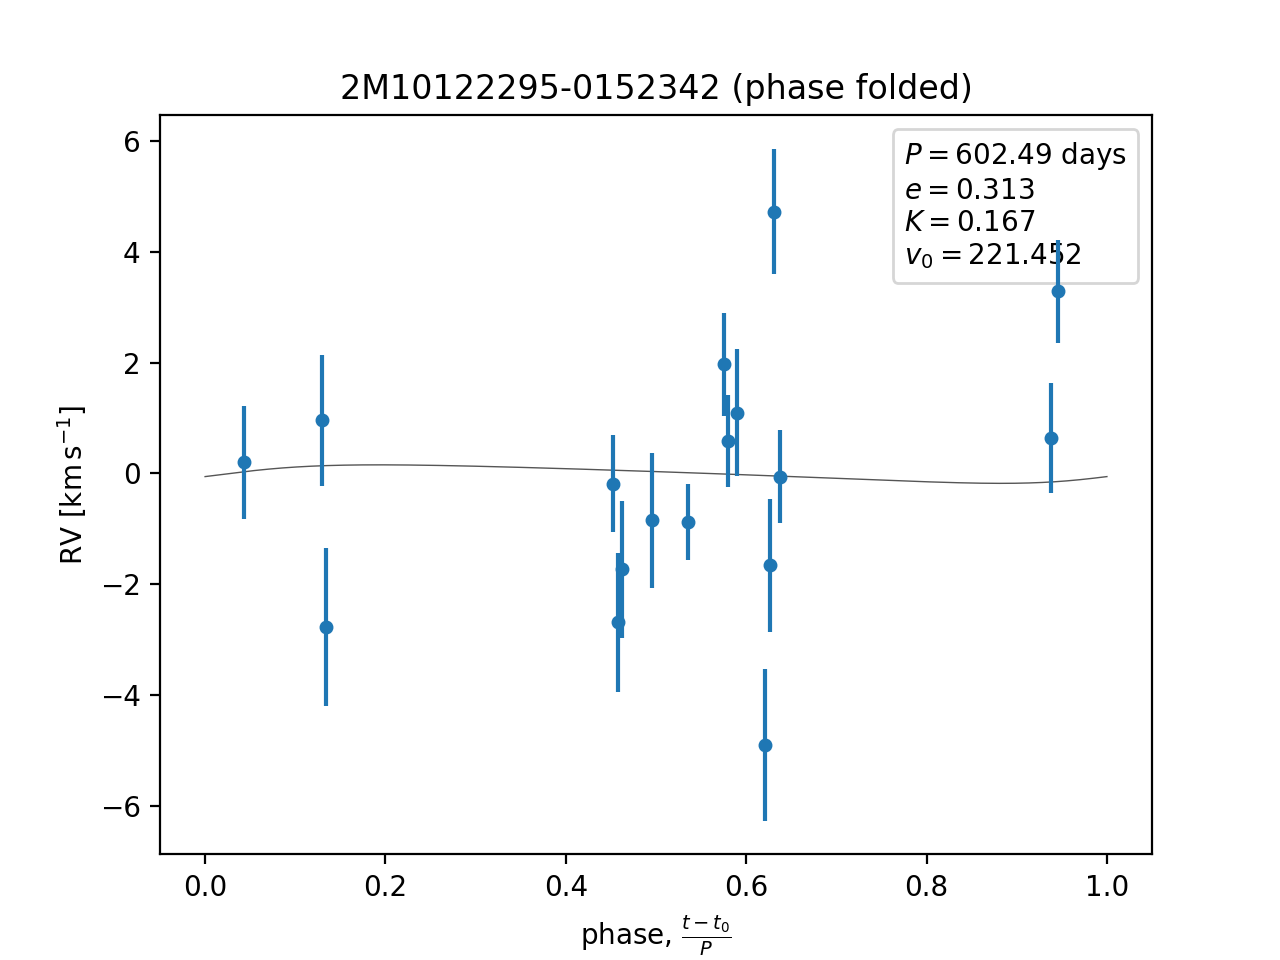 2M10122295-0152342 (phase folded)
P = 602.49 days
e = 0.313
K = 0.167
v₀ = 221.452
6
4
2
0
−2
−4
−6
RV [km s⁻¹]
0.0 0.2 0.4 0.6 0.8 1.0
phase, (t − t₀)/P